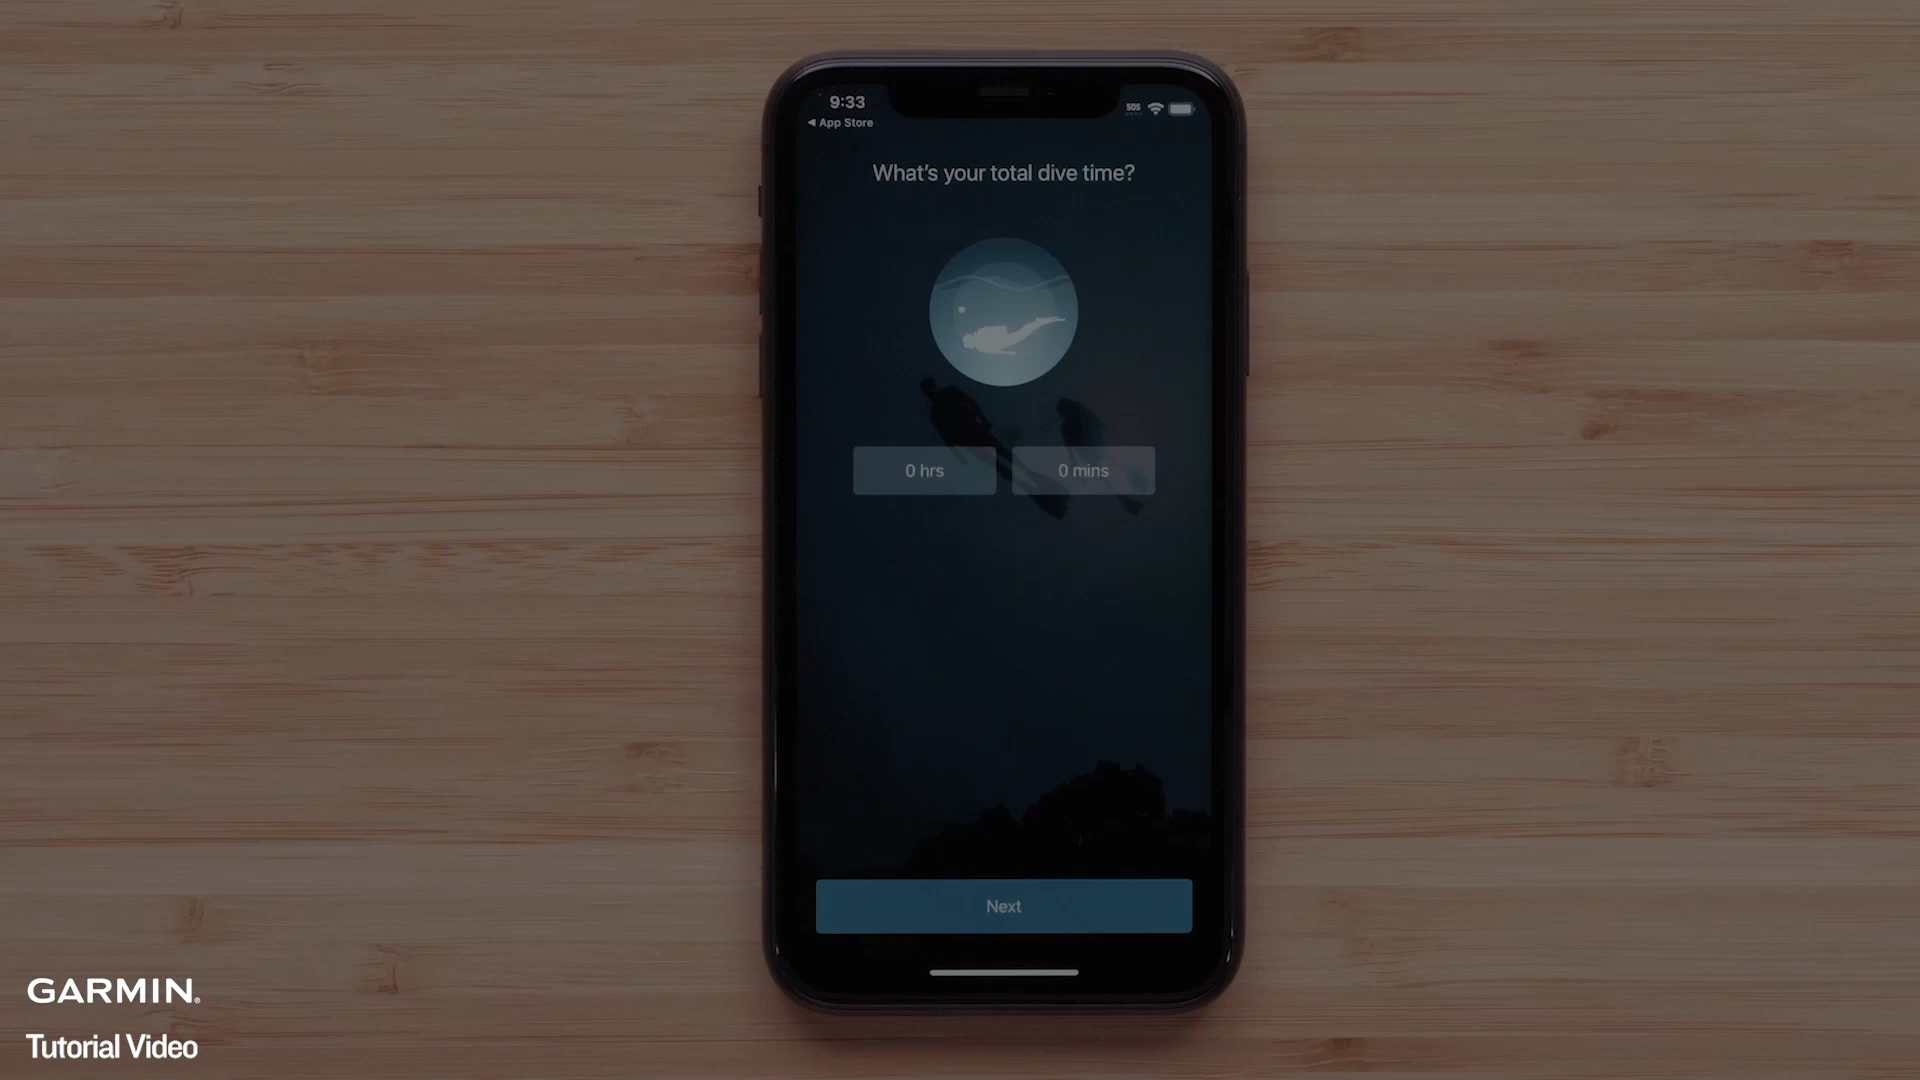 9:33
SOS
◀ App Store
What's your total dive time?
0 hrs
0 mins
Next
GARMIN®
Tutorial Video